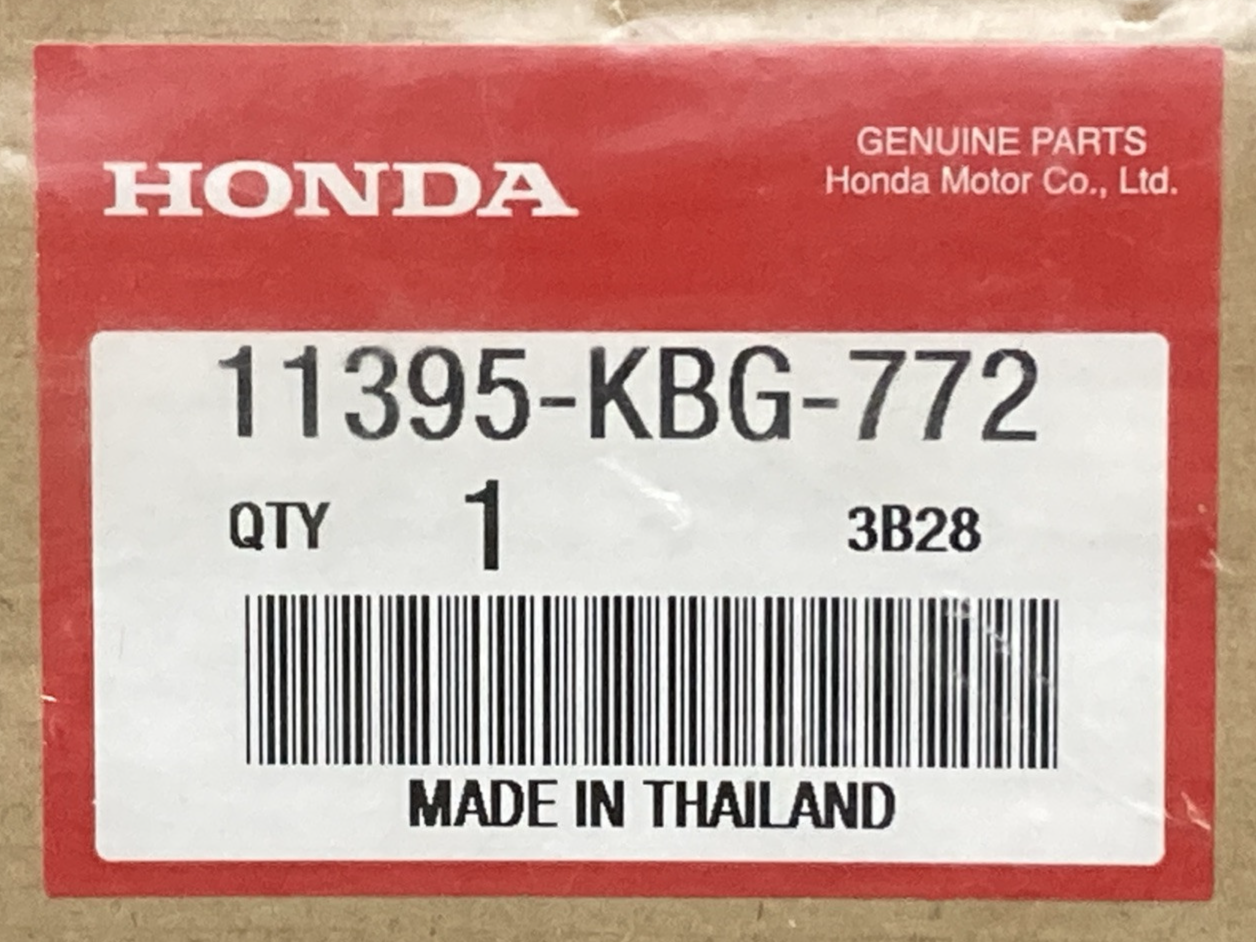 HONDA
GENUINE PARTS
Honda Motor Co., Ltd.
11395-KBG-772
QTY 1 3B28
MADE IN THAILAND